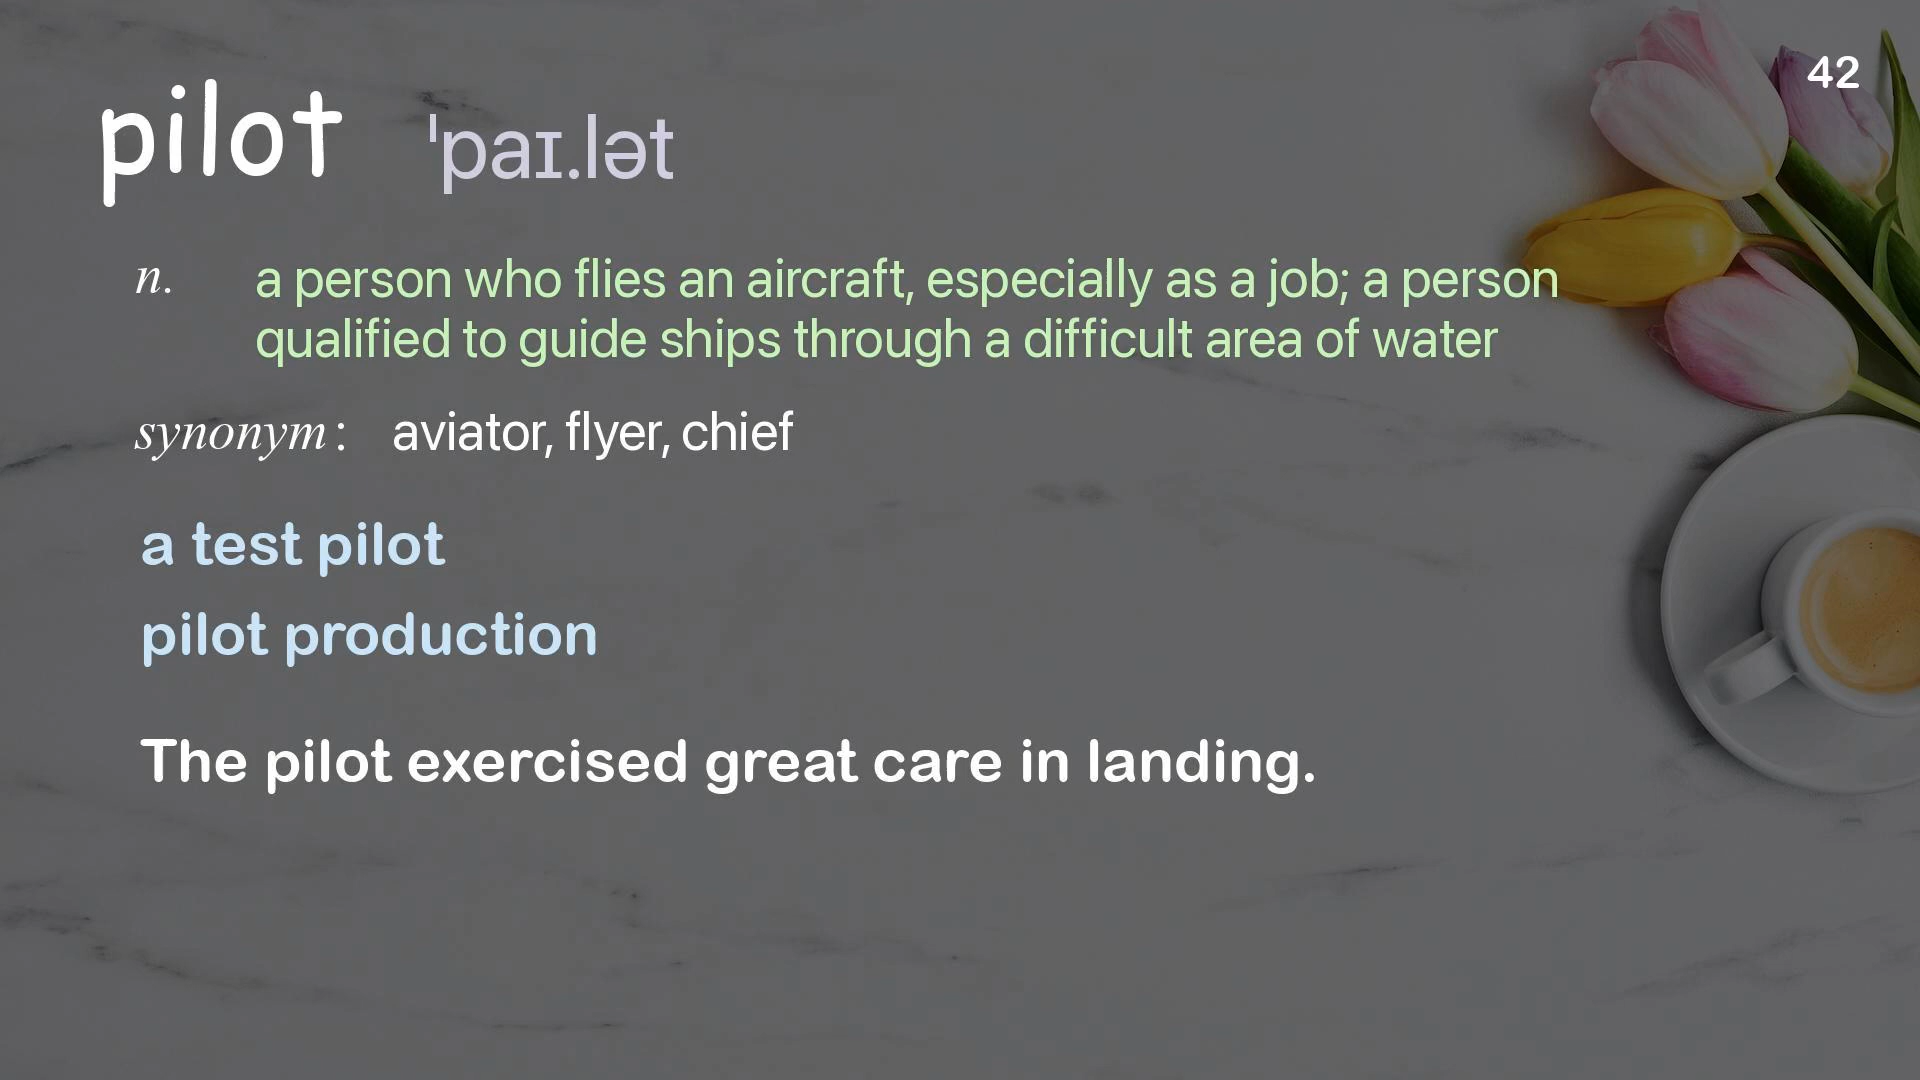 42
pilot ˈpaɪ.lət
n. a person who flies an aircraft, especially as a job; a person
qualified to guide ships through a difficult area of water
synonym: aviator, flyer, chief
a test pilot
pilot production
The pilot exercised great care in landing.